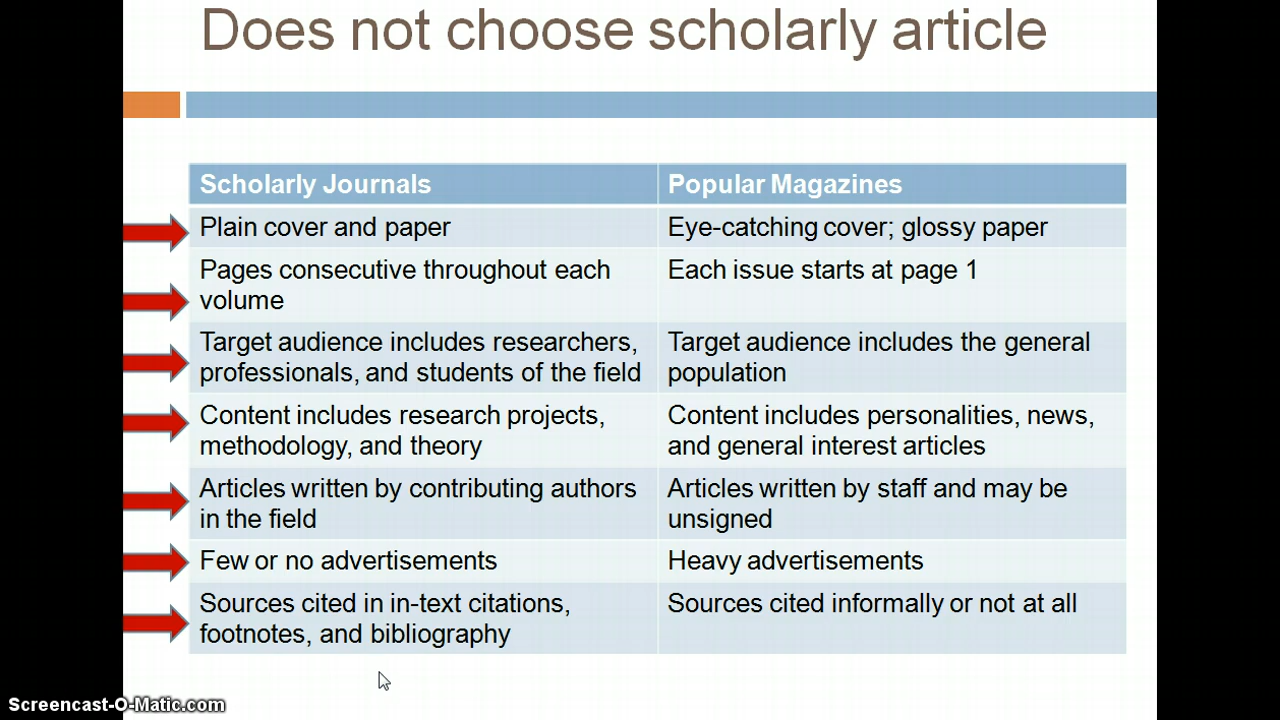 Does not choose scholarly article
Scholarly Journals
Popular Magazines
Plain cover and paper
Eye-catching cover; glossy paper
Pages consecutive throughout each
volume
Each issue starts at page 1
Target audience includes researchers,
professionals, and students of the field
Target audience includes the general
population
Content includes research projects,
methodology, and theory
Content includes personalities, news,
and general interest articles
Articles written by contributing authors
in the field
Articles written by staff and may be
unsigned
Few or no advertisements
Heavy advertisements
Sources cited in in-text citations,
footnotes, and bibliography
Sources cited informally or not at all
Screencast-O-Matic.com